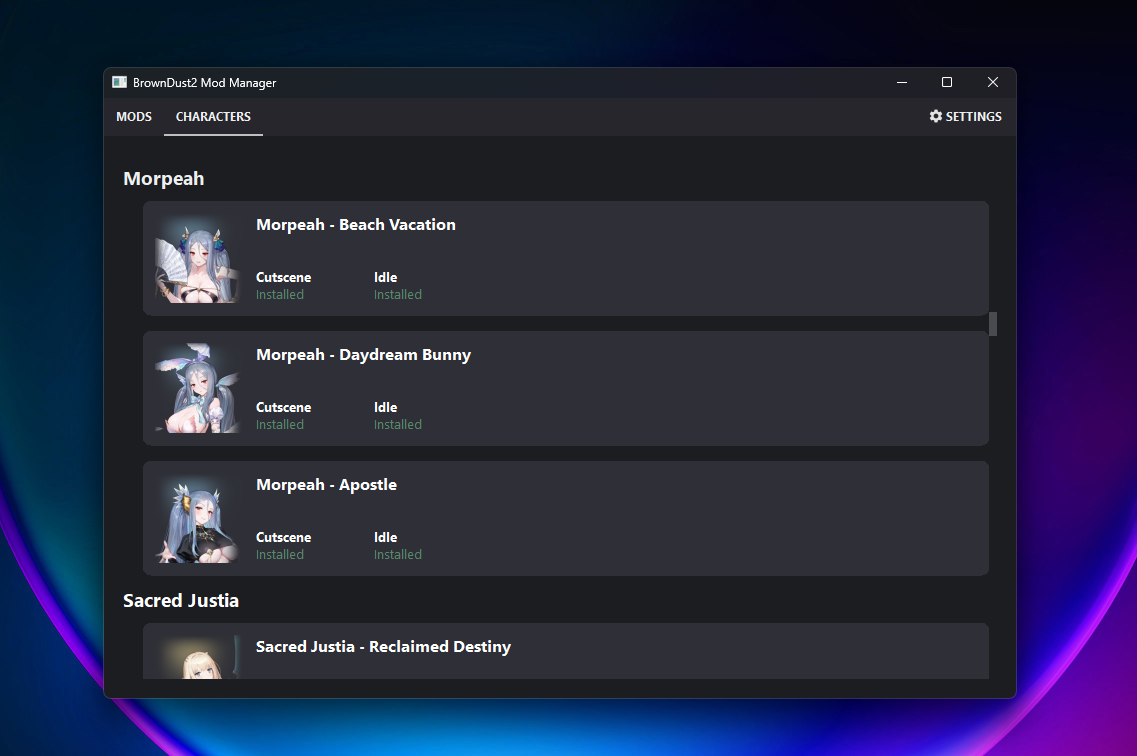 BrownDust2 Mod Manager
MODS CHARACTERS SETTINGS
Morpeah
Morpeah - Beach Vacation
Cutscene Idle
Installed Installed
Morpeah - Daydream Bunny
Cutscene Idle
Installed Installed
Morpeah - Apostle
Cutscene Idle
Installed Installed
Sacred Justia
Sacred Justia - Reclaimed Destiny